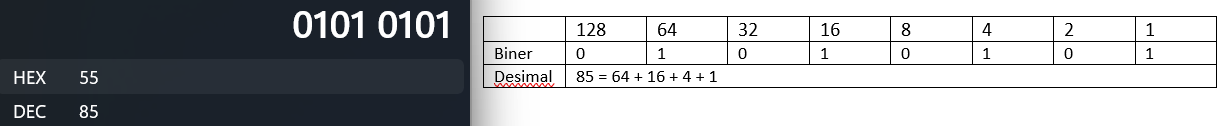 0101 0101
HEX 55
DEC 85
128 64 32 16 8 4 2 1
Biner 0 1 0 1 0 1 0 1
Desimal 85 = 64 + 16 + 4 + 1